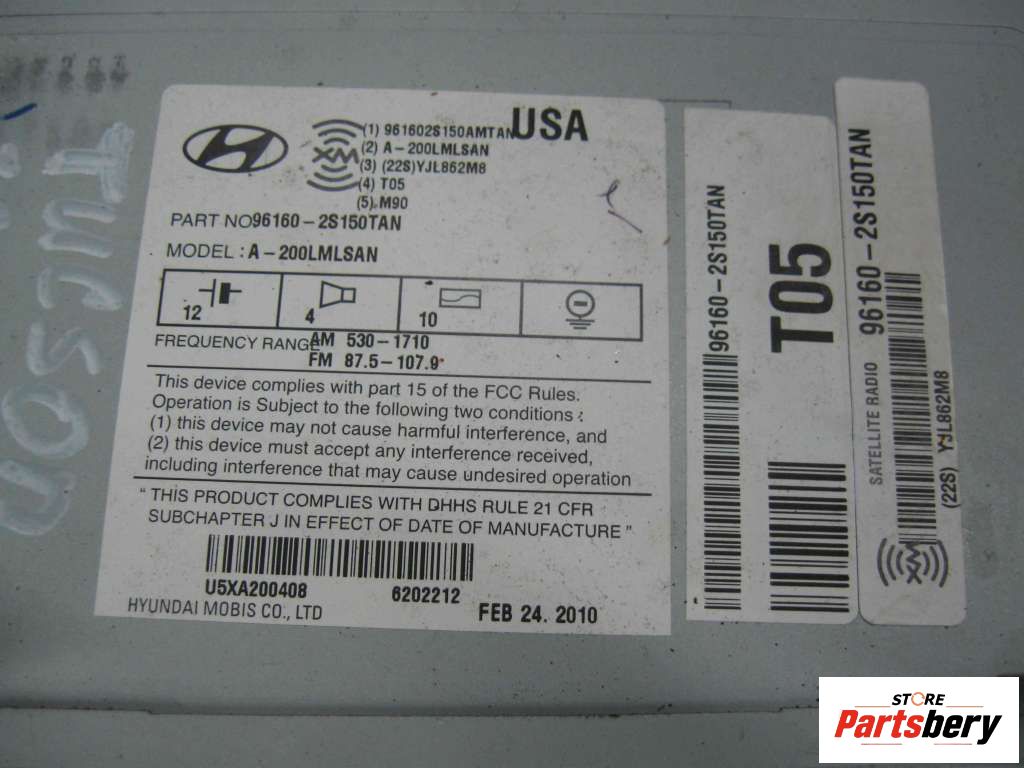 USA
(1) 961602S150AMTAN
(2) A-200LMLSAN
(3) (22S)YJL862M8
(4) T05
(5) M90
XM
PART NO96160-2S150TAN
MODEL : A-200LMLSAN
12 4 10
FREQUENCY RANGE AM 530-1710
FM 87.5-107.9
This device complies with part 15 of the FCC Rules.
Operation is Subject to the following two conditions :
(1) this device may not cause harmful interference, and
(2) this device must accept any interference received,
including interference that may cause undesired operation
" THIS PRODUCT COMPLIES WITH DHHS RULE 21 CFR
SUBCHAPTER J IN EFFECT OF DATE OF MANUFACTURE "
U5XA200408 6202212
HYUNDAI MOBIS CO., LTD FEB 24. 2010
96160-2S150TAN
T05
96160-2S150TAN
SATELLITE RADIO
(22S) YJL862M8
XM
TUCSON
STORE
Partsbery